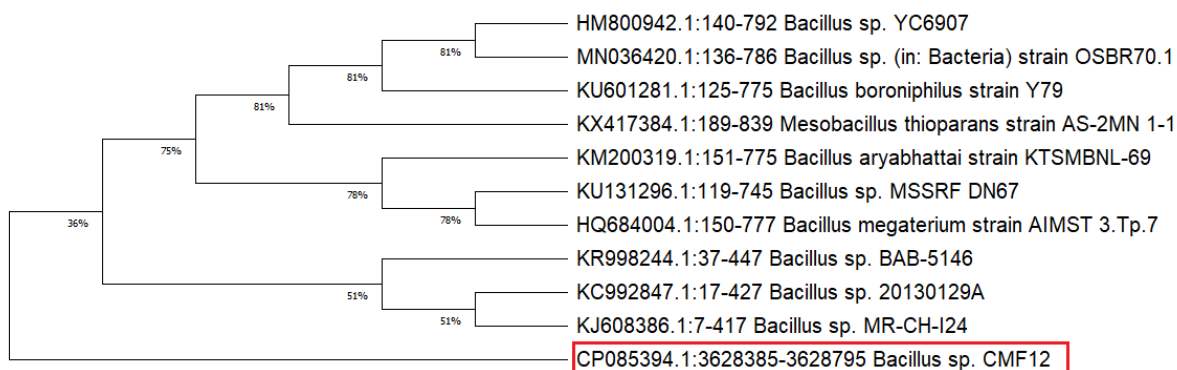 HM800942.1:140-792 Bacillus sp. YC6907
81%
MN036420.1:136-786 Bacillus sp. (in: Bacteria) strain OSBR70.1
81%
KU601281.1:125-775 Bacillus boroniphilus strain Y79
81%
KX417384.1:189-839 Mesobacillus thioparans strain AS-2MN 1-1
75%
KM200319.1:151-775 Bacillus aryabhattai strain KTSMBNL-69
78%
KU131296.1:119-745 Bacillus sp. MSSRF DN67
78%
HQ684004.1:150-777 Bacillus megaterium strain AIMST 3.Tp.7
36%
KR998244.1:37-447 Bacillus sp. BAB-5146
51%
KC992847.1:17-427 Bacillus sp. 20130129A
51%
KJ608386.1:7-417 Bacillus sp. MR-CH-I24
CP085394.1:3628385-3628795 Bacillus sp. CMF12